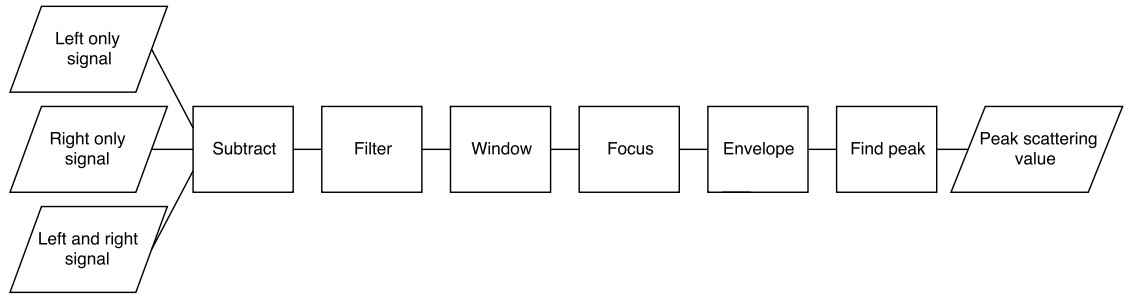 Left only
signal
Right only
signal
Left and right
signal
Subtract
Filter
Window
Focus
Envelope
Find peak
Peak scattering
value